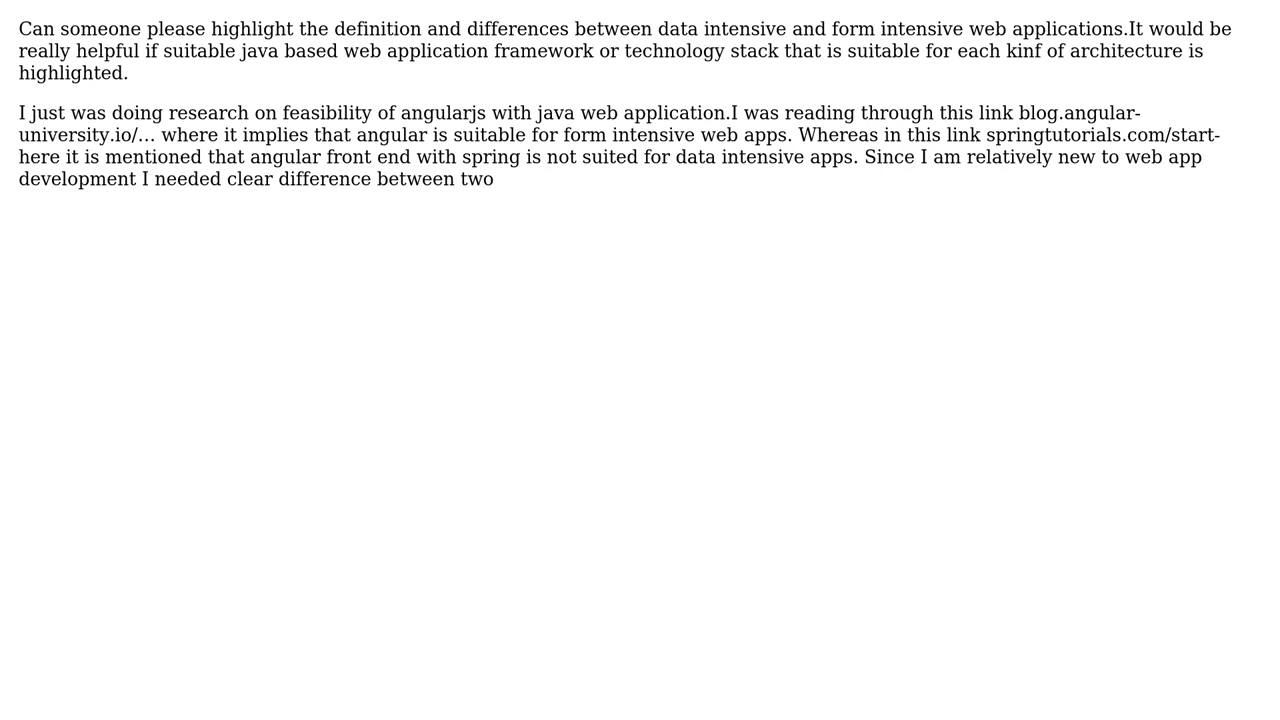 Can someone please highlight the definition and differences between data intensive and form intensive web applications.It would be
really helpful if suitable java based web application framework or technology stack that is suitable for each kinf of architecture is
highlighted.
I just was doing research on feasibility of angularjs with java web application.I was reading through this link blog.angular-
university.io/... where it implies that angular is suitable for form intensive web apps. Whereas in this link springtutorials.com/start-
here it is mentioned that angular front end with spring is not suited for data intensive apps. Since I am relatively new to web app
development I needed clear difference between two